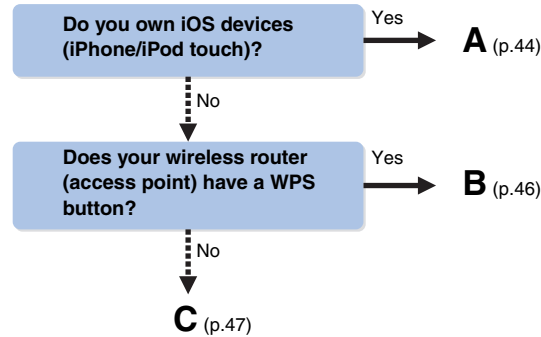 Do you own iOS devices
(iPhone/iPod touch)?
Yes
A (p.44)
No
Does your wireless router
(access point) have a WPS
button?
Yes
B (p.46)
No
C (p.47)